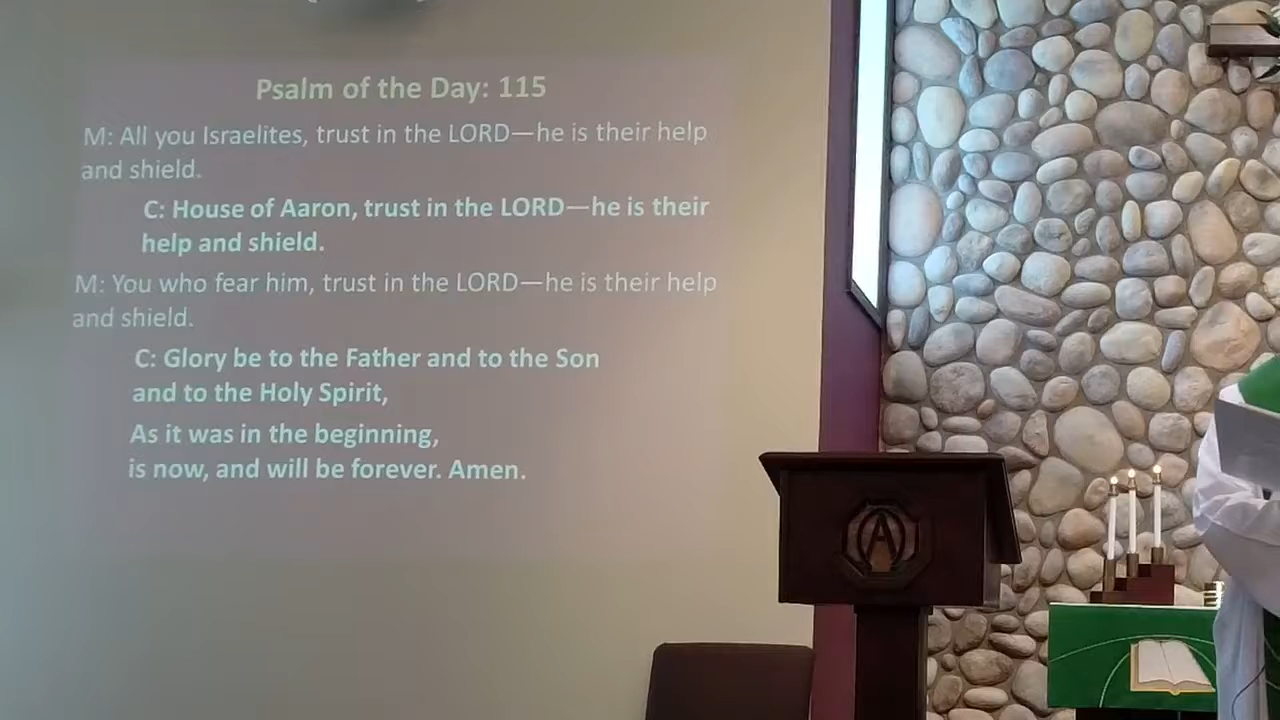 Psalm of the Day: 115
M: All you Israelites, trust in the LORD—he is their help
and shield.
C: House of Aaron, trust in the LORD—he is their
help and shield.
M: You who fear him, trust in the LORD—he is their help
and shield.
C: Glory be to the Father and to the Son
and to the Holy Spirit,
As it was in the beginning,
is now, and will be forever. Amen.